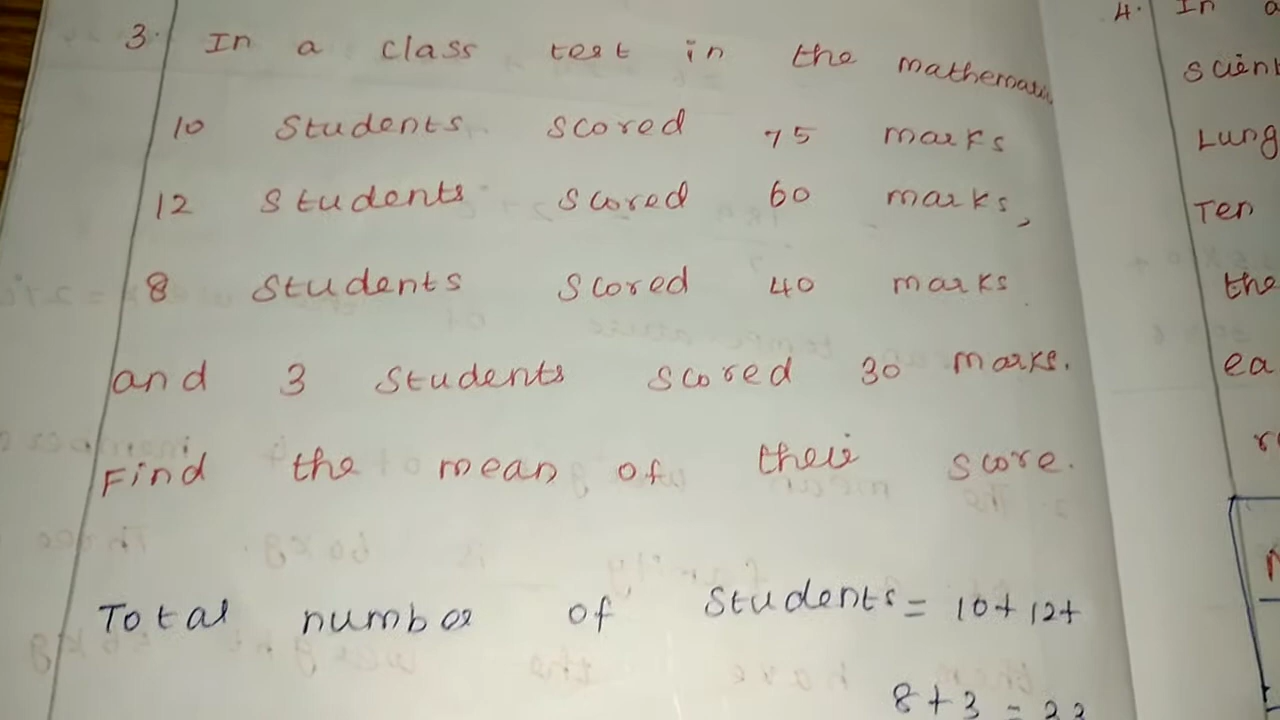 3. In a class test in the mathematics
10 Students scored 75 marks
12 Students scored 60 marks,
8 Students scored 40 marks
and 3 Students scored 30 marks.
Find the mean of their score.
Total number of Students = 10 + 12 +
8 + 3 = 33
4. In a
scient
Lung
Ten
the
ea